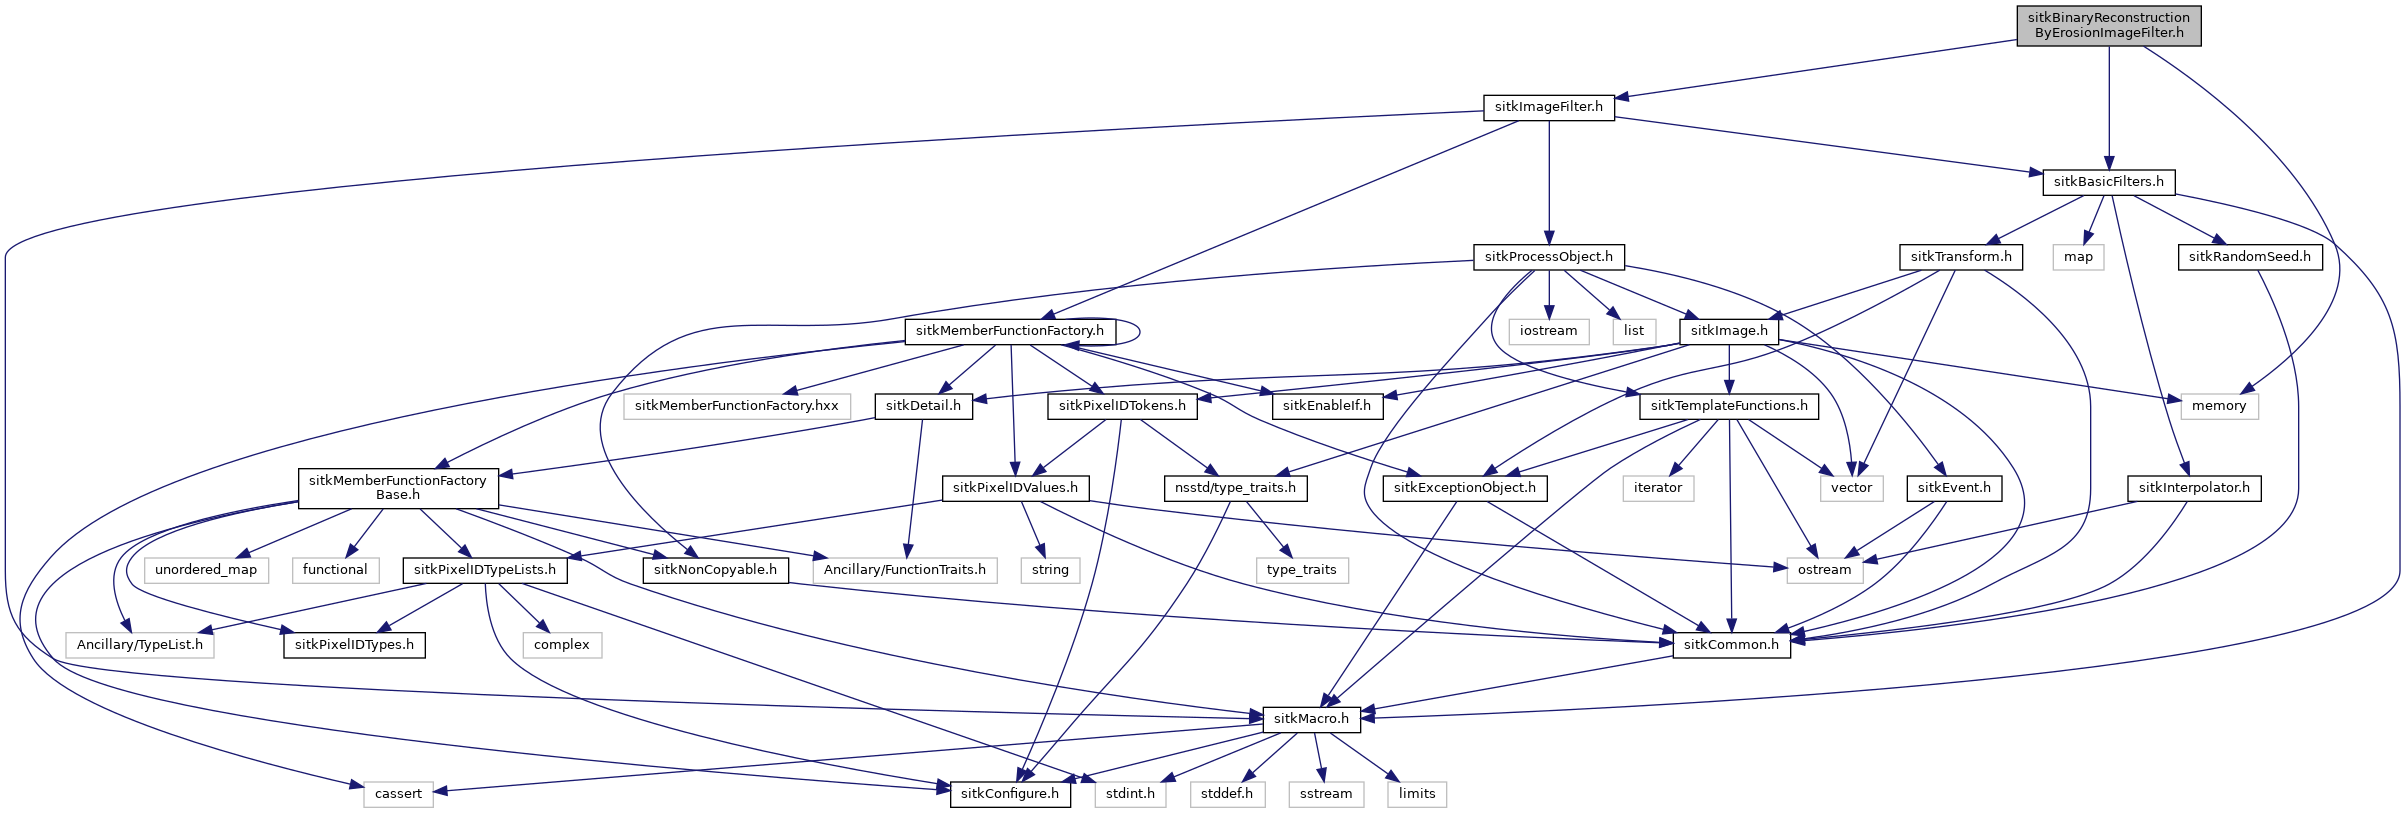 sitkBinaryReconstruction
ByErosionImageFilter.h
sitkImageFilter.h
sitkBasicFilters.h
sitkProcessObject.h
sitkTransform.h
map
sitkRandomSeed.h
sitkMemberFunctionFactory.h
iostream
list
sitkImage.h
sitkMemberFunctionFactory.hxx
sitkDetail.h
sitkPixelIDTokens.h
sitkEnableIf.h
sitkTemplateFunctions.h
memory
sitkMemberFunctionFactory
Base.h
sitkPixelIDValues.h
nsstd/type_traits.h
sitkExceptionObject.h
iterator
vector
sitkEvent.h
sitkInterpolator.h
unordered_map
functional
sitkPixelIDTypeLists.h
sitkNonCopyable.h
Ancillary/FunctionTraits.h
string
type_traits
ostream
Ancillary/TypeList.h
sitkPixelIDTypes.h
complex
sitkCommon.h
sitkMacro.h
cassert
sitkConfigure.h
stdint.h
stddef.h
sstream
limits